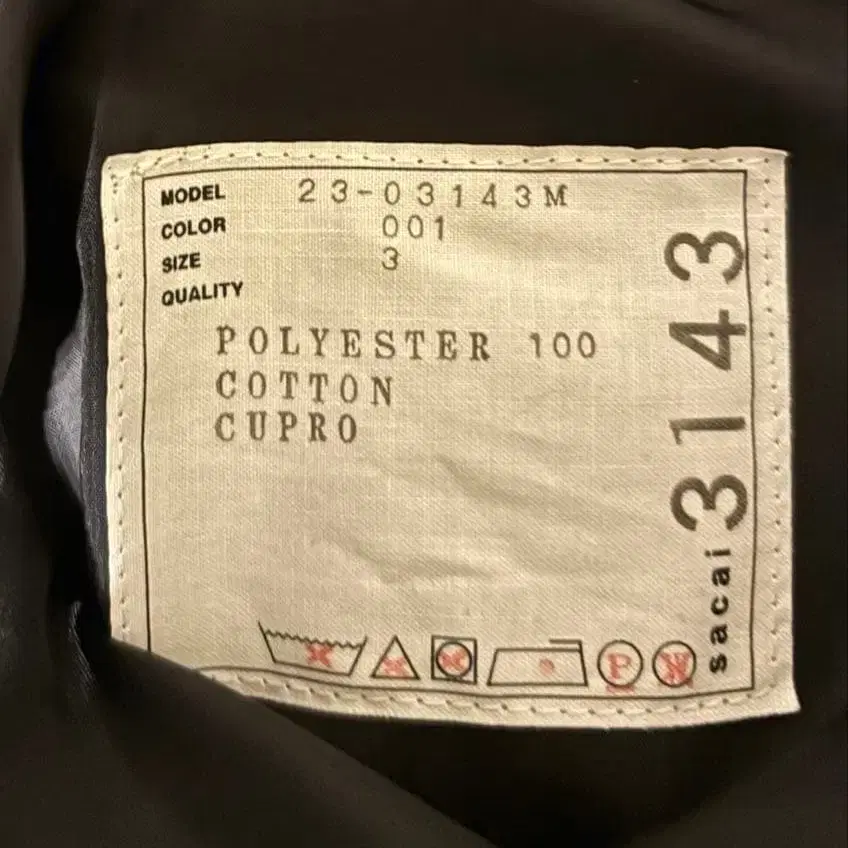 MODEL 23-03143M
COLOR 001
SIZE 3
QUALITY
POLYESTER 100
COTTON
CUPRO
P W
sacai 3143